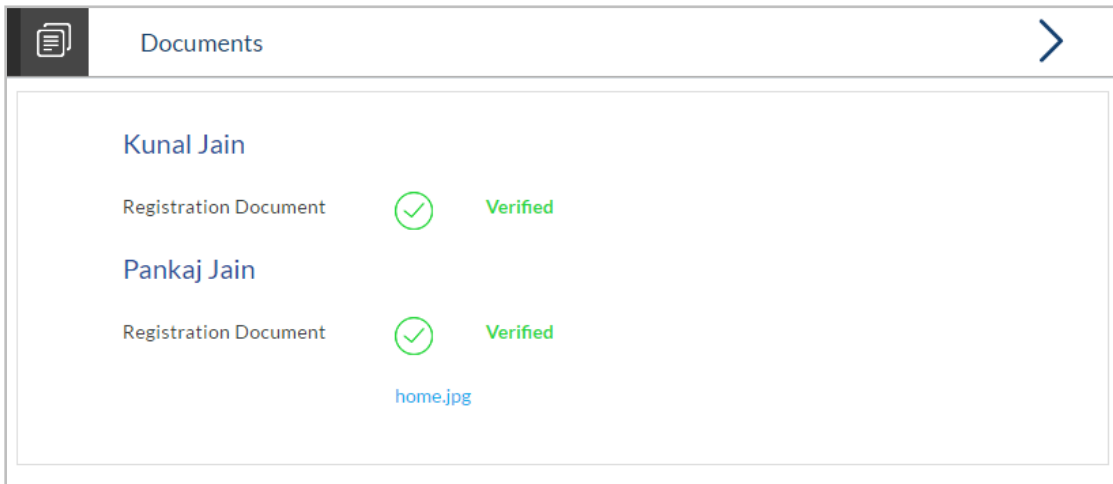 Documents
Kunal Jain
Registration Document Verified
Pankaj Jain
Registration Document Verified
home.jpg